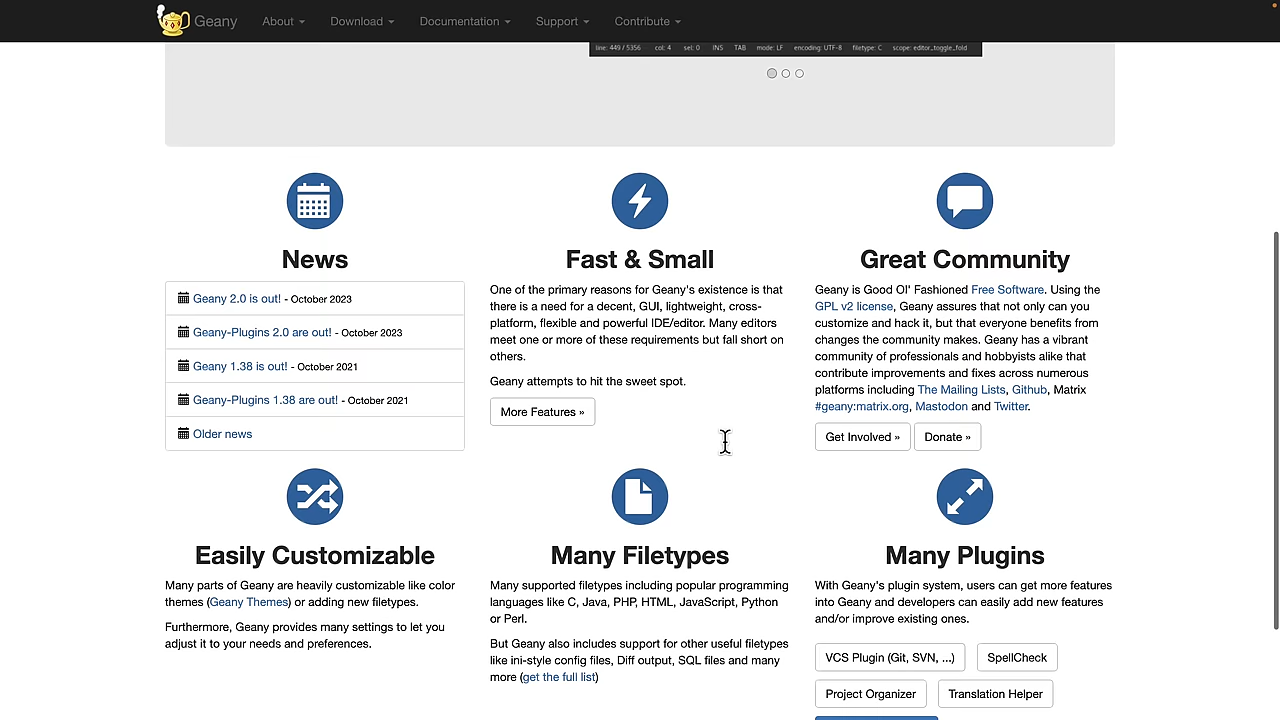 Geany About Download Documentation Support Contribute
line: 449 / 5356 col: 4 sel: 0 INS TAB mode: LF encoding: UTF-8 filetype: C scope: editor_toggle_fold
News
Geany 2.0 is out! - October 2023
Geany-Plugins 2.0 are out! - October 2023
Geany 1.38 is out! - October 2021
Geany-Plugins 1.38 are out! - October 2021
Older news
Fast & Small
One of the primary reasons for Geany's existence is that
there is a need for a decent, GUI, lightweight, cross-
platform, flexible and powerful IDE/editor. Many editors
meet one or more of these requirements but fall short on
others.
Geany attempts to hit the sweet spot.
More Features »
Great Community
Geany is Good Ol' Fashioned Free Software. Using the
GPL v2 license, Geany assures that not only can you
customize and hack it, but that everyone benefits from
changes the community makes. Geany has a vibrant
community of professionals and hobbyists alike that
contribute improvements and fixes across numerous
platforms including The Mailing Lists, Github, Matrix
#geany:matrix.org, Mastodon and Twitter.
Get Involved » Donate »
Easily Customizable
Many parts of Geany are heavily customizable like color
themes (Geany Themes) or adding new filetypes.
Furthermore, Geany provides many settings to let you
adjust it to your needs and preferences.
Many Filetypes
Many supported filetypes including popular programming
languages like C, Java, PHP, HTML, JavaScript, Python
or Perl.
But Geany also includes support for other useful filetypes
like ini-style config files, Diff output, SQL files and many
more (get the full list)
Many Plugins
With Geany's plugin system, users can get more features
into Geany and developers can easily add new features
and/or improve existing ones.
VCS Plugin (Git, SVN, ...) SpellCheck
Project Organizer Translation Helper